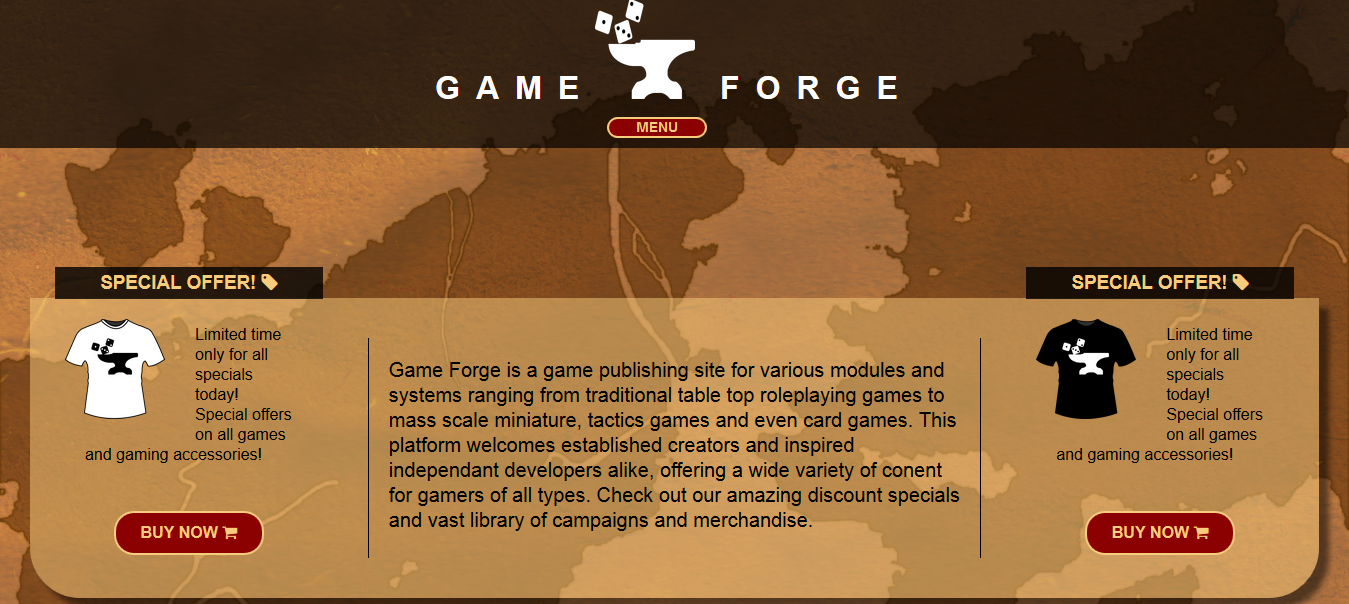 GAME FORGE
MENU
SPECIAL OFFER!
Limited time
only for all
specials
today!
Special offers
on all games
and gaming accessories!
BUY NOW
Game Forge is a game publishing site for various modules and
systems ranging from traditional table top roleplaying games to
mass scale miniature, tactics games and even card games. This
platform welcomes established creators and inspired
independant developers alike, offering a wide variety of conent
for gamers of all types. Check out our amazing discount specials
and vast library of campaigns and merchandise.
SPECIAL OFFER!
Limited time
only for all
specials
today!
Special offers
on all games
and gaming accessories!
BUY NOW